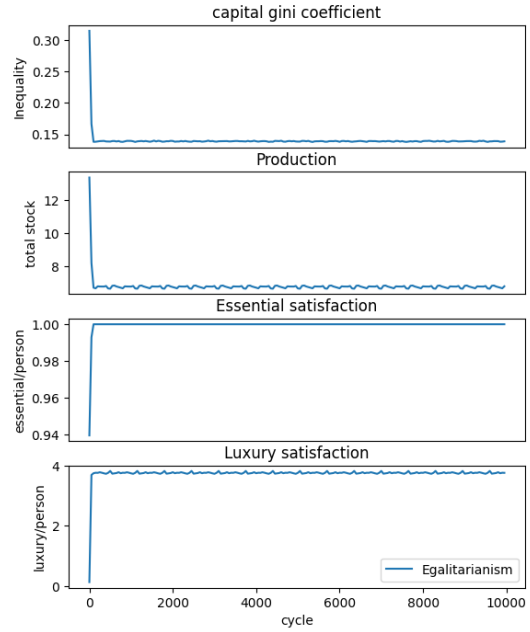 capital gini coefficient
0.30
0.25
0.20
0.15
Inequality
Production
12
10
8
total stock
Essential satisfaction
1.00
0.98
0.96
0.94
essential/person
Luxury satisfaction
4
2
0
luxury/person
Egalitarianism
0 2000 4000 6000 8000 10000
cycle